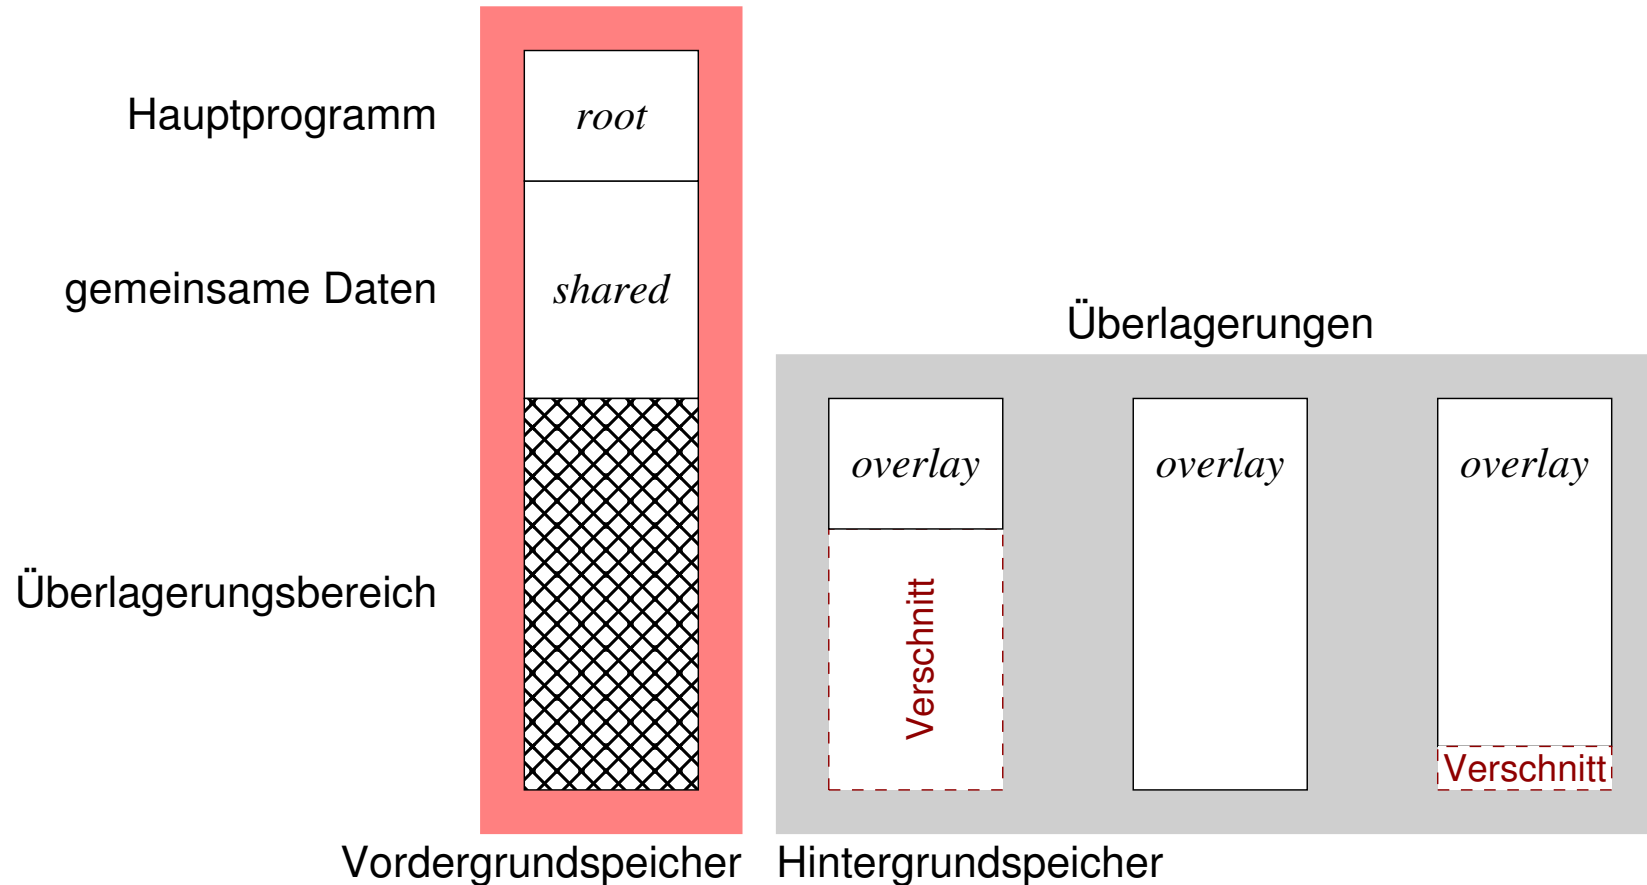 Hauptprogramm
root
gemeinsame Daten
shared
Überlagerungsbereich
Vordergrundspeicher
Überlagerungen
overlay
Verschnitt
overlay
overlay
Verschnitt
Hintergrundspeicher